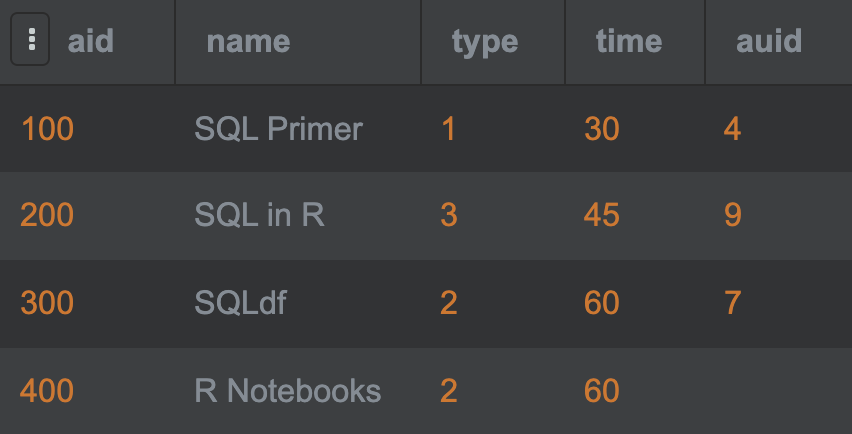 aid name type time auid
100 SQL Primer 1 30 4
200 SQL in R 3 45 9
300 SQLdf 2 60 7
400 R Notebooks 2 60